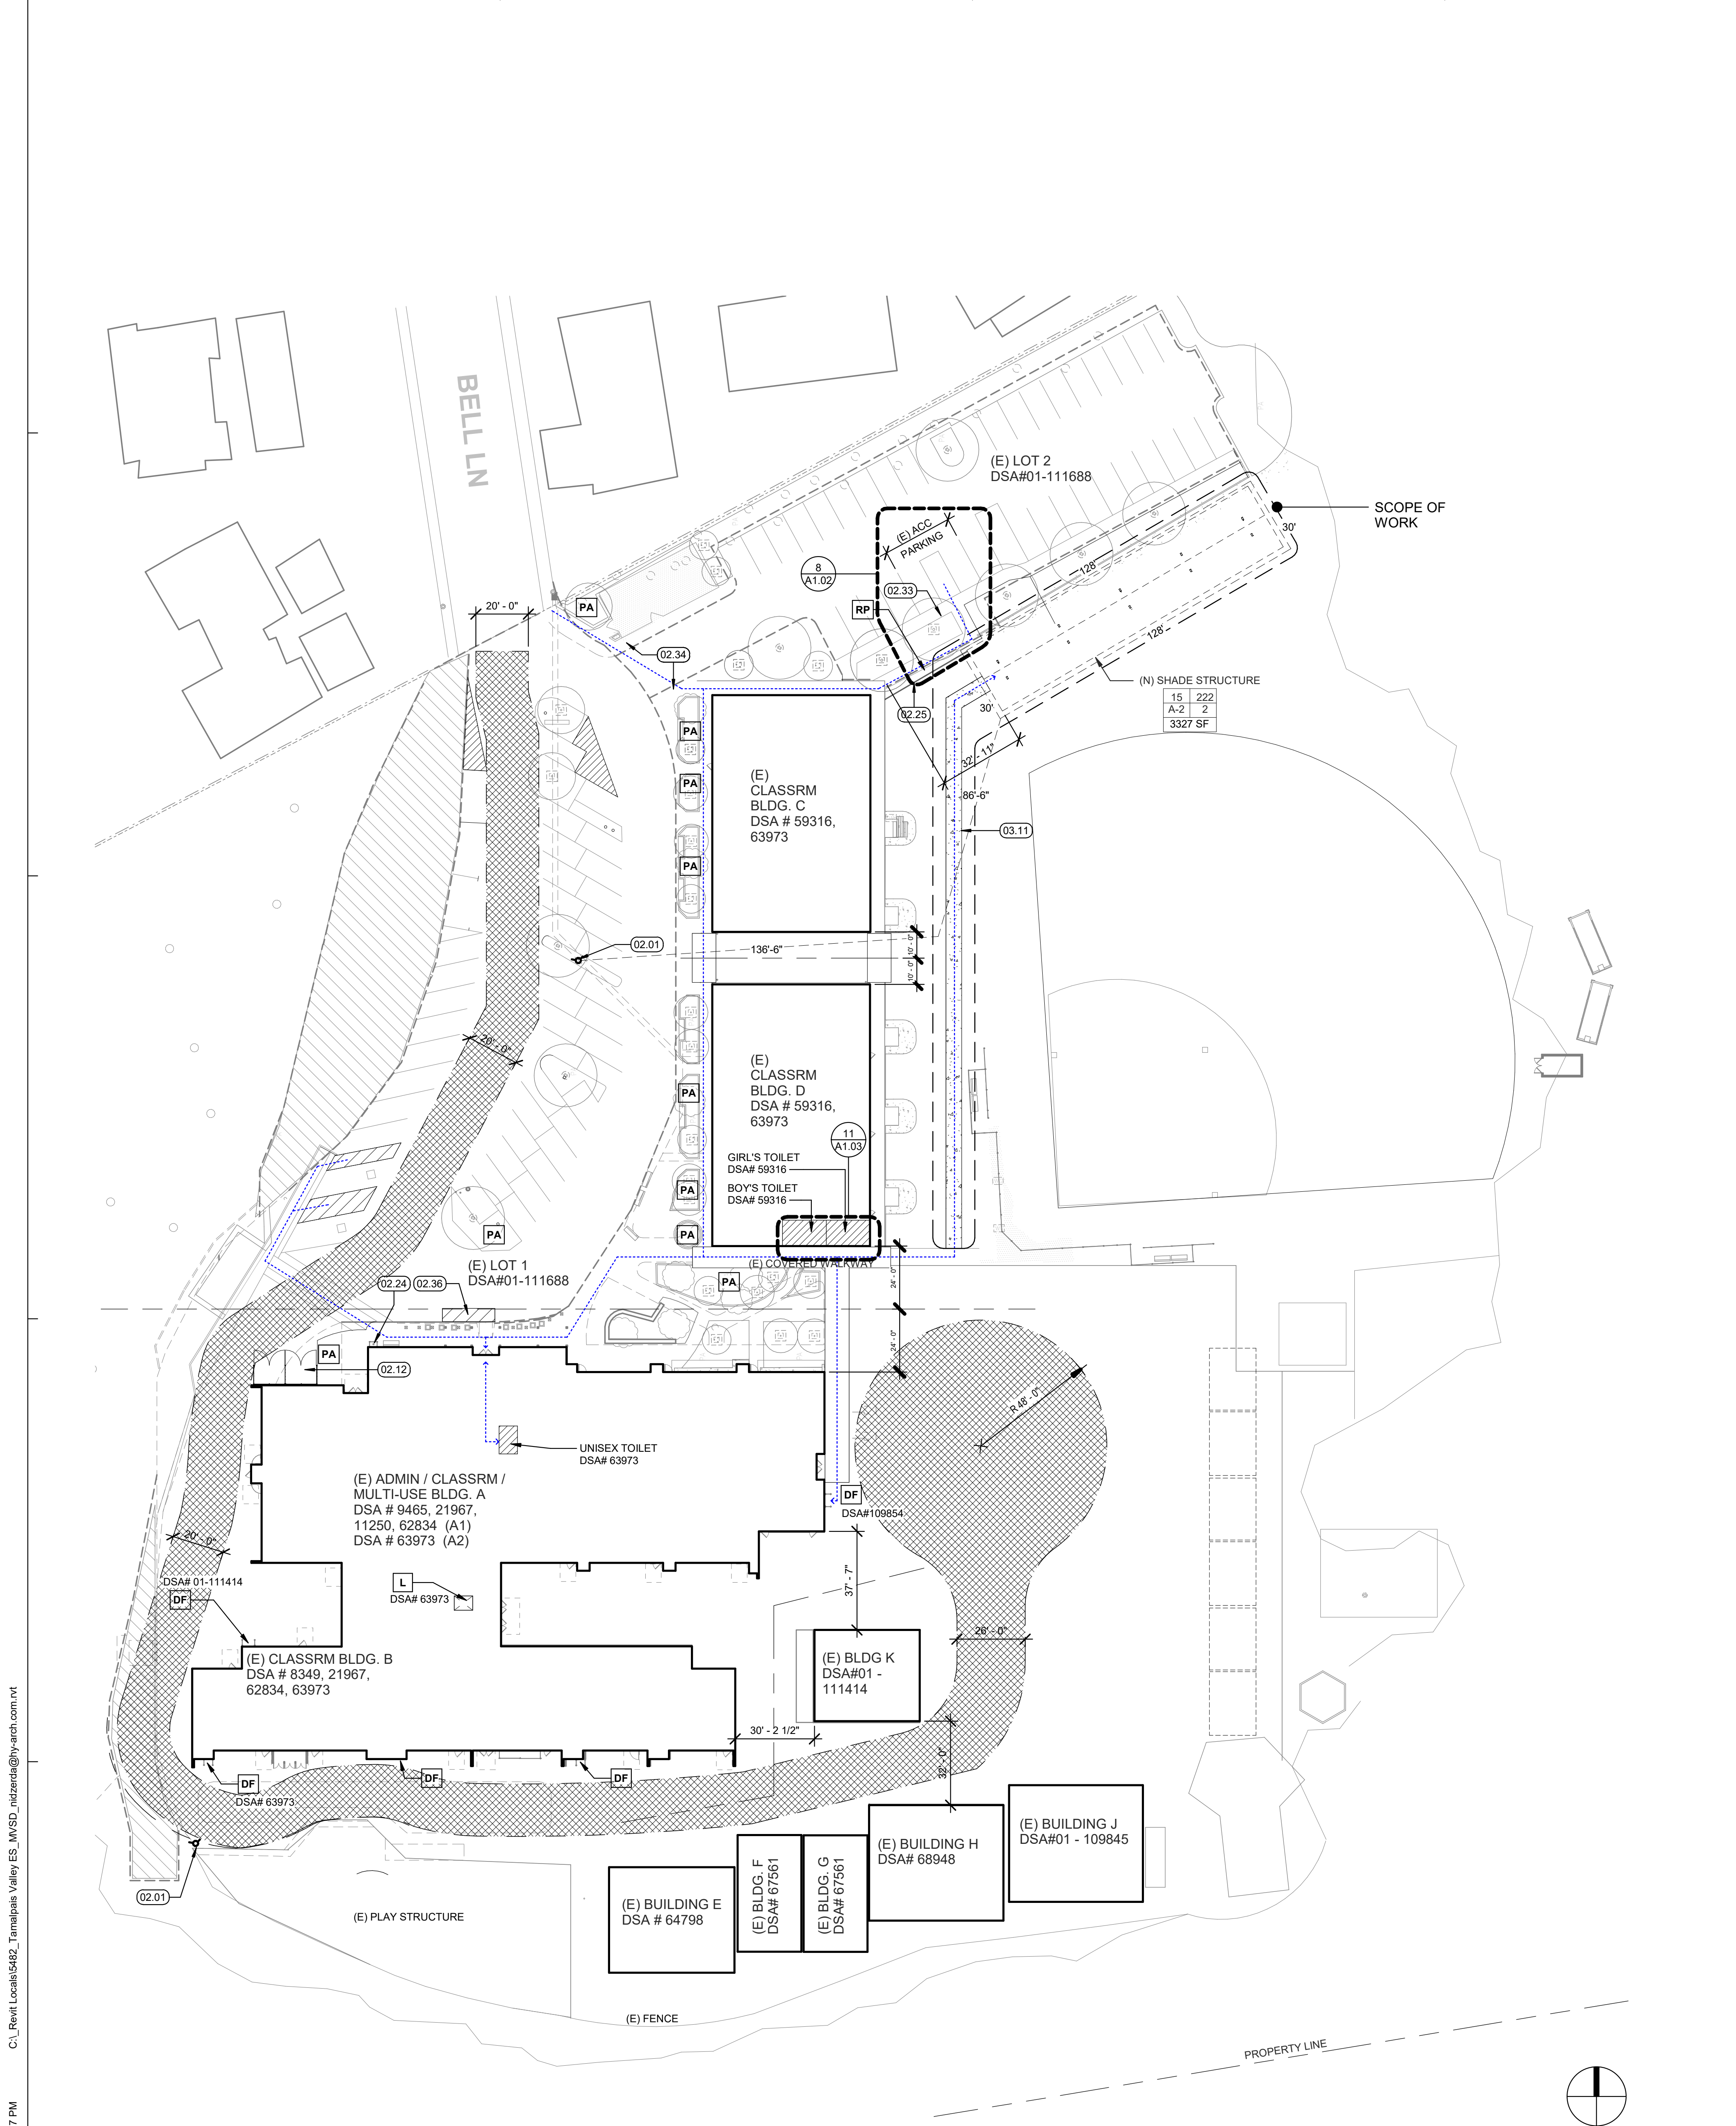 BELL LN
(E) LOT 2
DSA#01-111688
SCOPE OF
WORK
30'
(E) ACC
PARKING
8
A1.02
02.33
128'
RP
PA
20' - 0"
128'
02.34
(N) SHADE STRUCTURE
15 222
A-2 2
3327 SF
30'
02.25
PA
32' - 11"
(E)
CLASSRM
BLDG. C
DSA # 59316,
63973
PA
86'-6"
03.11
PA
02.01
136'-6"
10' - 0"
10' - 0"
20' - 0"
(E)
CLASSRM
BLDG. D
DSA # 59316,
63973
PA
11
A1.03
GIRL'S TOILET
DSA# 59316
BOY'S TOILET
DSA# 59316
PA
PA
PA
(E) LOT 1
DSA#01-111688
(E) COVERED WALKWAY
PA
02.24
02.36
24' - 0"
24' - 0"
PA
02.12
R 48' - 0"
UNISEX TOILET
DSA# 63973
(E) ADMIN / CLASSRM /
MULTI-USE BLDG. A
DSA # 9465, 21967,
11250, 62834 (A1)
DSA # 63973 (A2)
DF
DSA#109854
20' - 0"
DSA# 01-111414
DF
L
DSA# 63973
37' - 7"
26' - 0"
(E) CLASSRM BLDG. B
DSA # 8349, 21967,
62834, 63973
(E) BLDG K
DSA#01 -
111414
30' - 2 1/2"
32' - 0"
DF
DSA# 63973
DF
DF
(E) BUILDING J
DSA#01 - 109845
(E) BUILDING H
DSA# 68948
(E) BLDG. F
DSA# 67561
(E) BLDG. G
DSA# 67561
(E) BUILDING E
DSA # 64798
02.01
(E) PLAY STRUCTURE
(E) FENCE
PROPERTY LINE
C:\_Revit Locals\5482_Tamalpais Valley ES_MVSD_nidzerda@hy-arch.com.rvt
7 PM